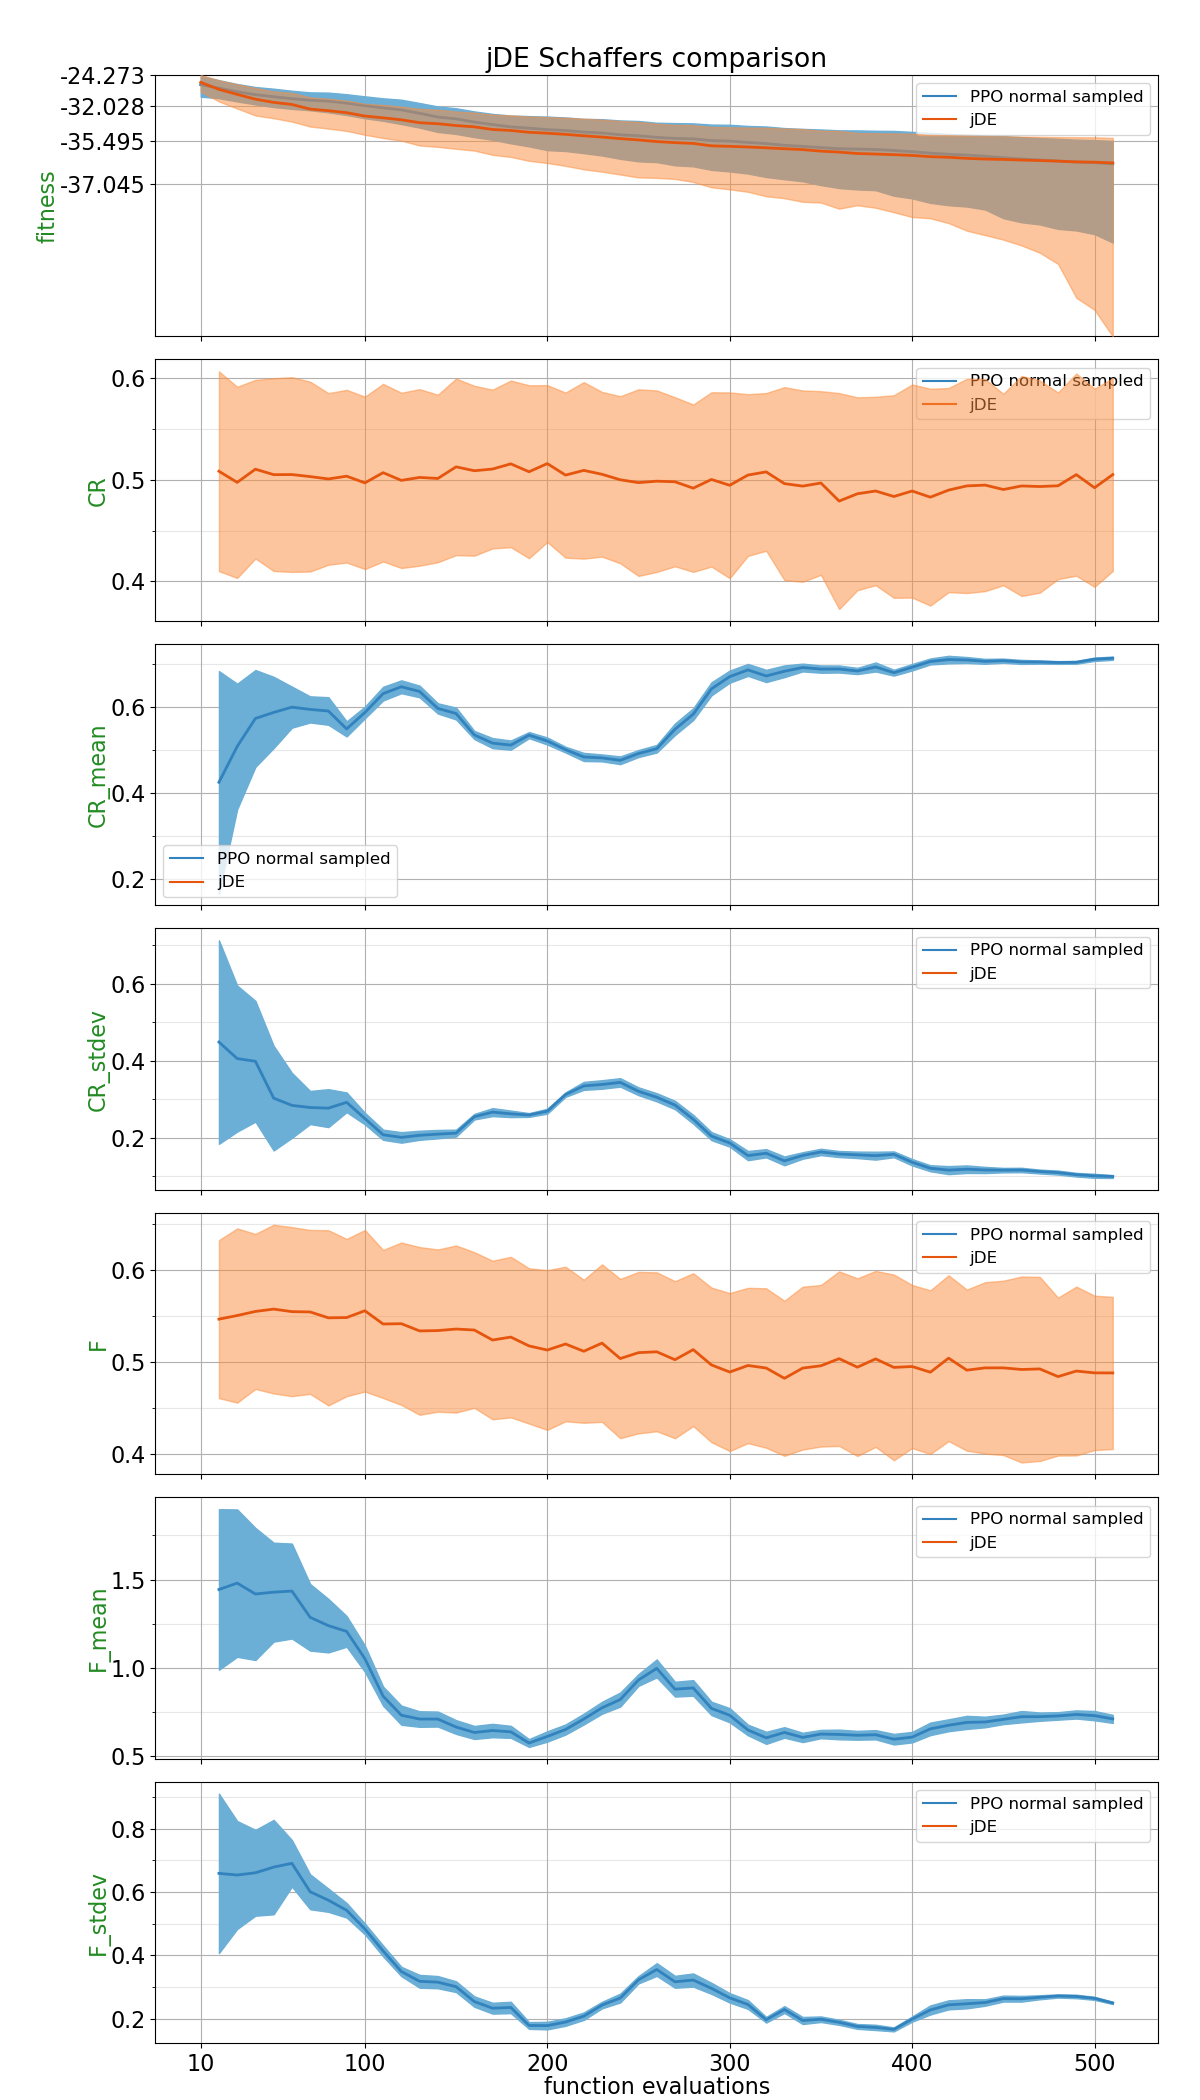 jDE Schaffers comparison
-24.273
-32.028
-35.495
-37.045
fitness
PPO normal sampled
jDE
0.6
0.5
0.4
CR
PPO normal sampled
jDE
0.6
0.4
0.2
CR_mean
PPO normal sampled
jDE
0.6
0.4
0.2
CR_stdev
PPO normal sampled
jDE
0.6
0.5
0.4
F
PPO normal sampled
jDE
1.5
1.0
0.5
F_mean
PPO normal sampled
jDE
0.8
0.6
0.4
0.2
F_stdev
PPO normal sampled
jDE
10 100 200 300 400 500
function evaluations